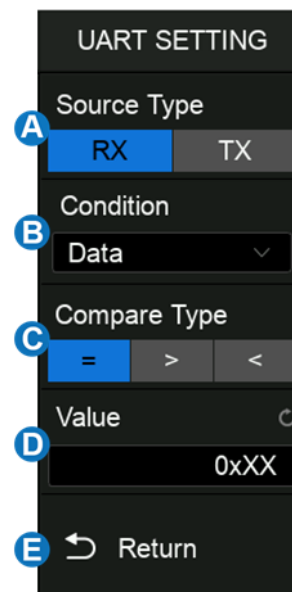 UART SETTING
Source Type
A
RX TX
Condition
B
Data
Compare Type
C
= > <
Value
D
0xXX
E Return